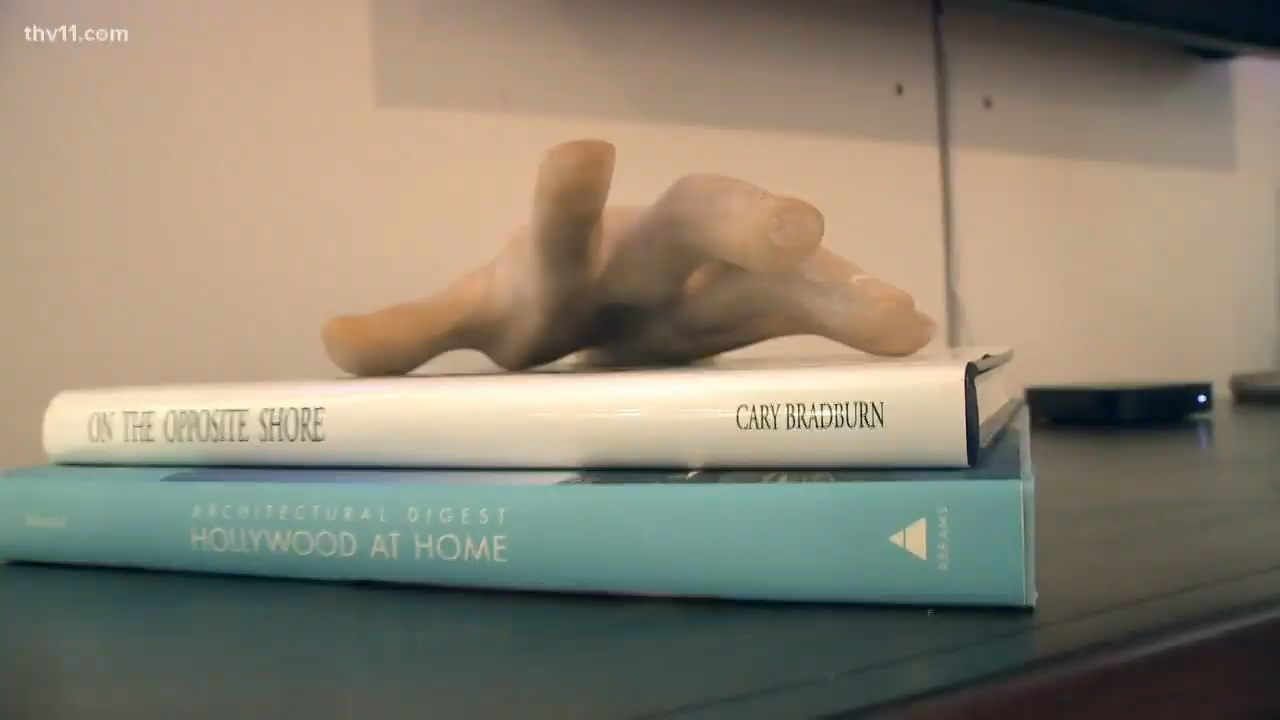 thv11.com
ON THE OPPOSITE SHORE
CARY BRADBURN
ARCHITECTURAL DIGEST
HOLLYWOOD AT HOME
ABRAMS